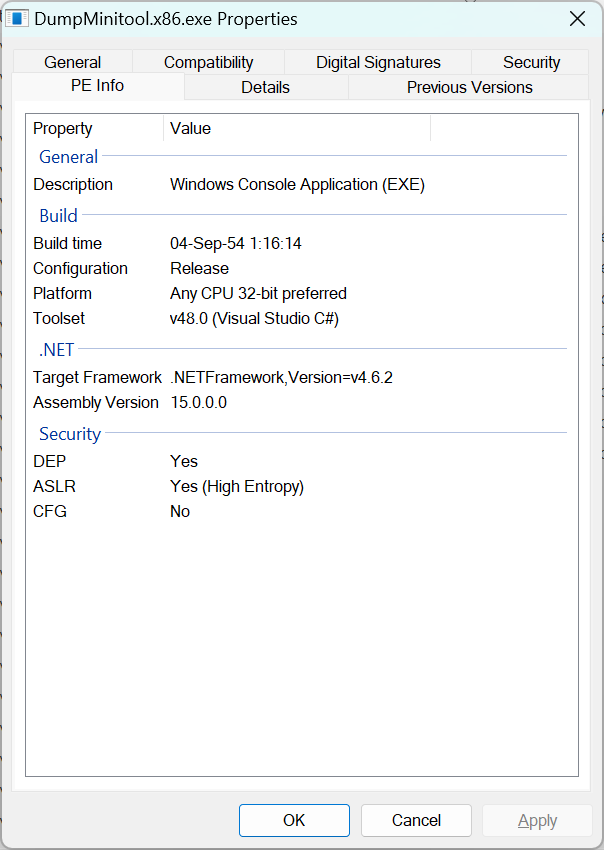 DumpMinitool.x86.exe Properties
General Compatibility Digital Signatures Security
PE Info Details Previous Versions
Property Value
General
Description Windows Console Application (EXE)
Build
Build time 04-Sep-54 1:16:14
Configuration Release
Platform Any CPU 32-bit preferred
Toolset v48.0 (Visual Studio C#)
.NET
Target Framework .NETFramework,Version=v4.6.2
Assembly Version 15.0.0.0
Security
DEP Yes
ASLR Yes (High Entropy)
CFG No
OK Cancel Apply